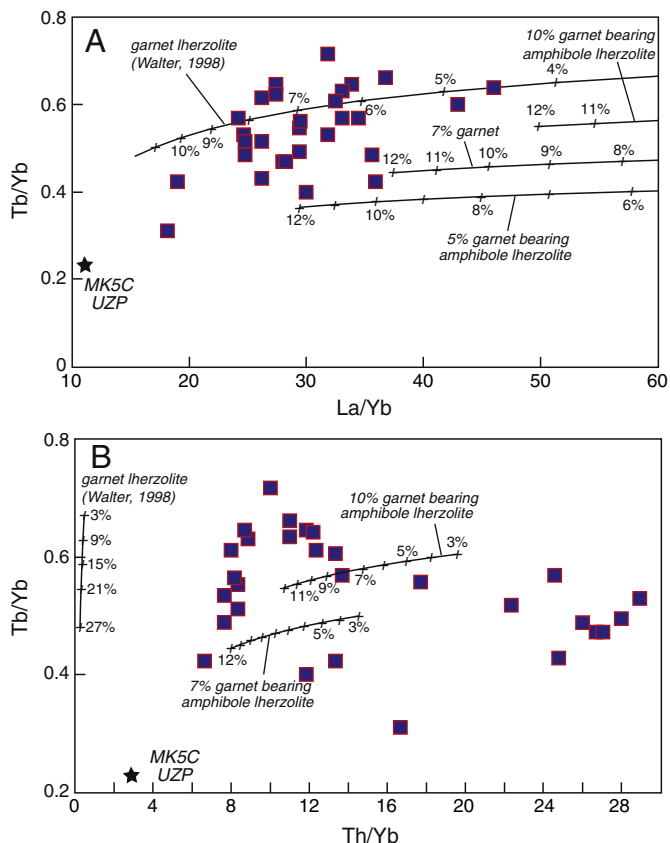 A
0.8
0.6
0.4
0.2
0
Tb/Yb
garnet lherzolite
(Walter, 1998)
10% garnet bearing
amphibole lherzolite
10%
9%
7%
6%
5%
4%
12%
11%
7% garnet
12%
11%
10%
9%
8%
12%
10%
8%
6%
5% garnet bearing
amphibole lherzolite
MK5C
UZP
10
20
30
40
50
60
La/Yb
B
0.8
0.6
0.4
0.2
Tb/Yb
garnet lherzolite
(Walter, 1998)
3%
9%
15%
21%
27%
10% garnet bearing
amphibole lherzolite
11%
9%
7%
5%
3%
12%
5%
3%
7% garnet bearing
amphibole lherzolite
MK5C
UZP
0
4
8
12
16
20
24
28
Th/Yb